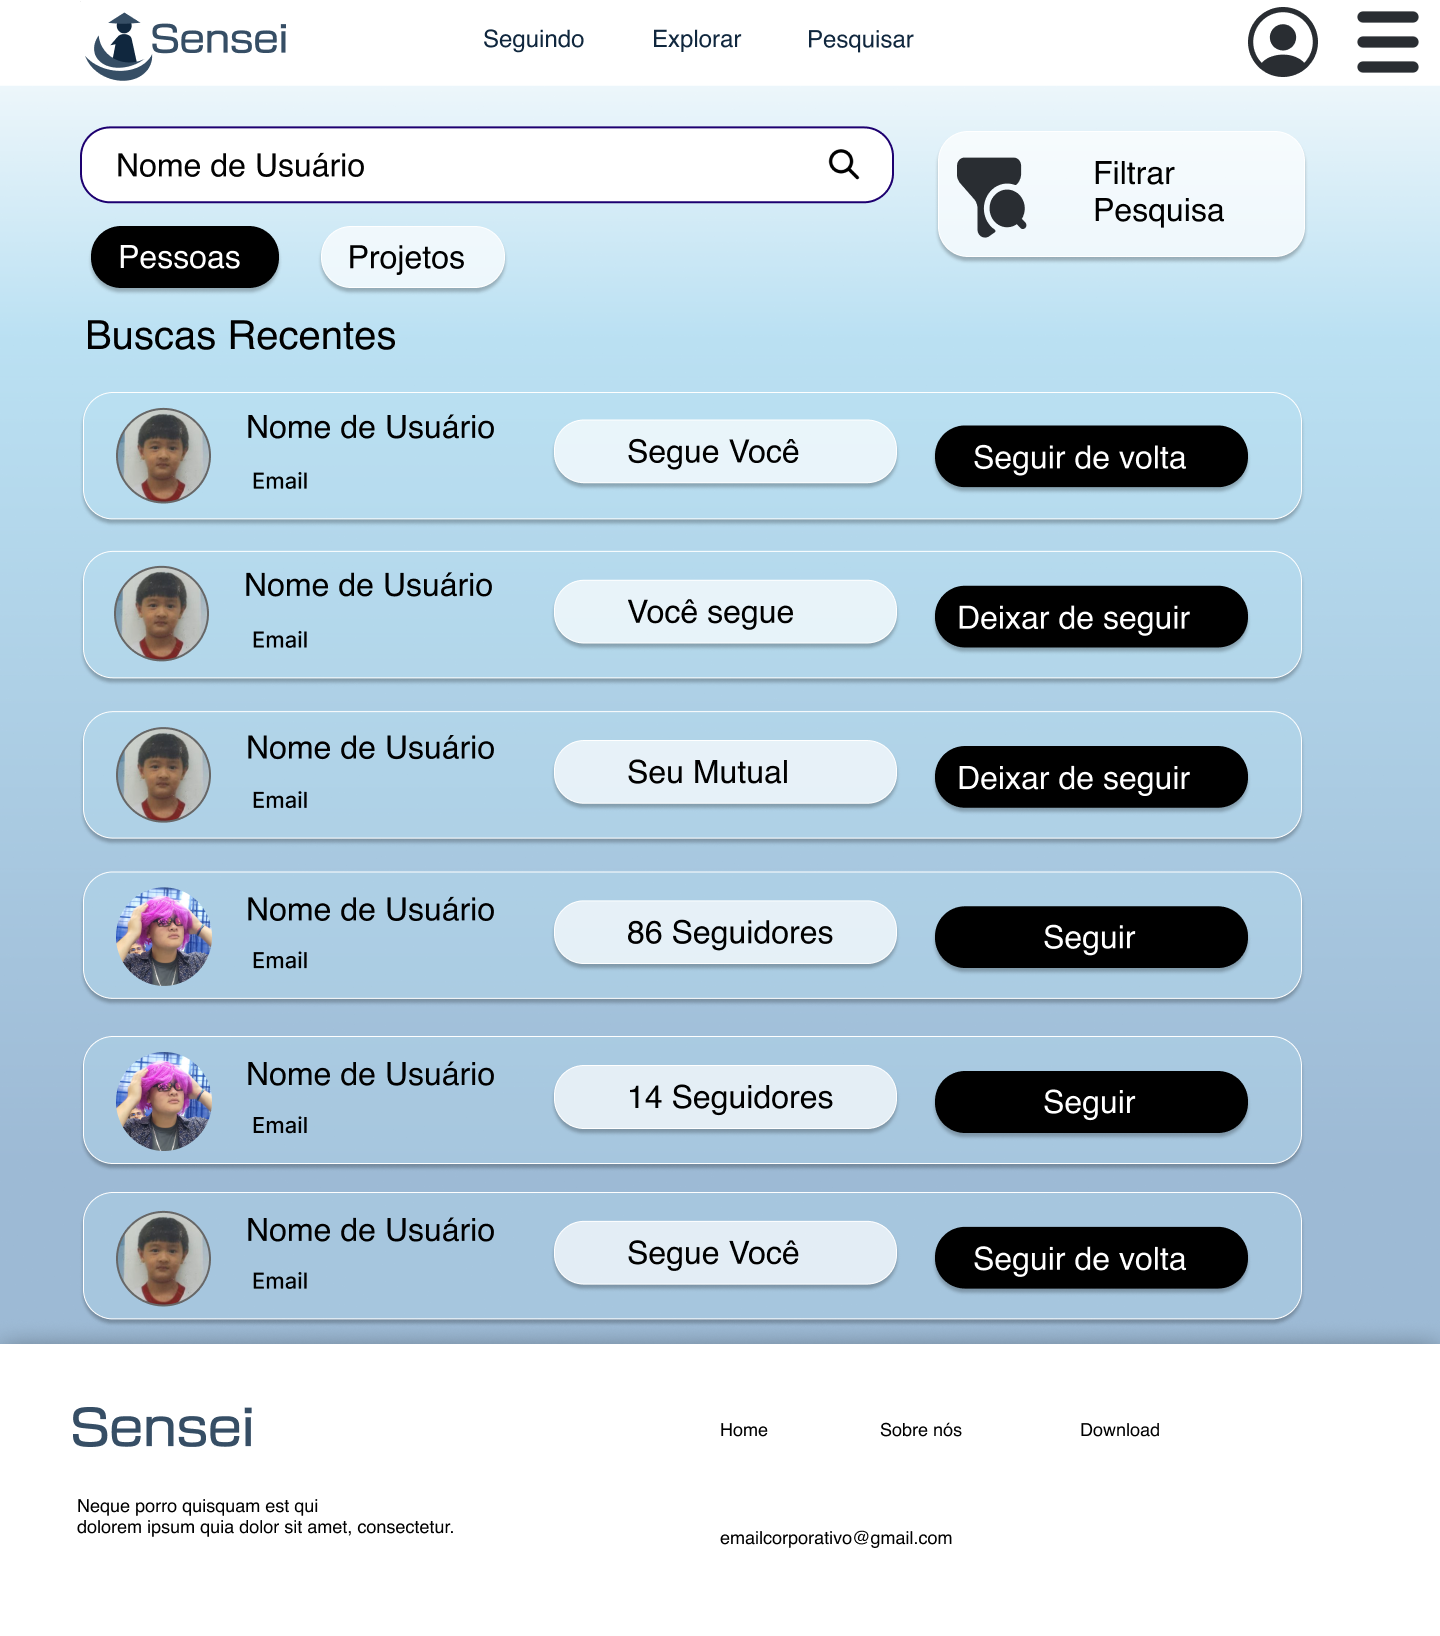 Sensei
Seguindo
Explorar
Pesquisar
Nome de Usuário
Filtrar
Pesquisa
Pessoas
Projetos
Buscas Recentes
Nome de Usuário
Email
Segue Você
Seguir de volta
Nome de Usuário
Email
Você segue
Deixar de seguir
Nome de Usuário
Email
Seu Mutual
Deixar de seguir
Nome de Usuário
Email
86 Seguidores
Seguir
Nome de Usuário
Email
14 Seguidores
Seguir
Nome de Usuário
Email
Segue Você
Seguir de volta
Sensei
Neque porro quisquam est qui
dolorem ipsum quia dolor sit amet, consectetur.
Home
Sobre nós
Download
emailcorporativo@gmail.com